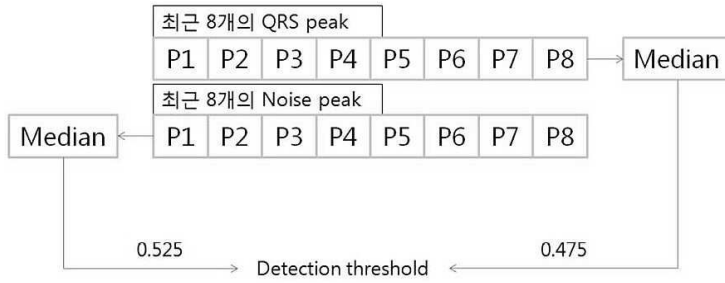 최근 8개의 QRS peak
P1 P2 P3 P4 P5 P6 P7 P8 Median
최근 8개의 Noise peak
Median P1 P2 P3 P4 P5 P6 P7 P8
0.525 0.475
Detection threshold